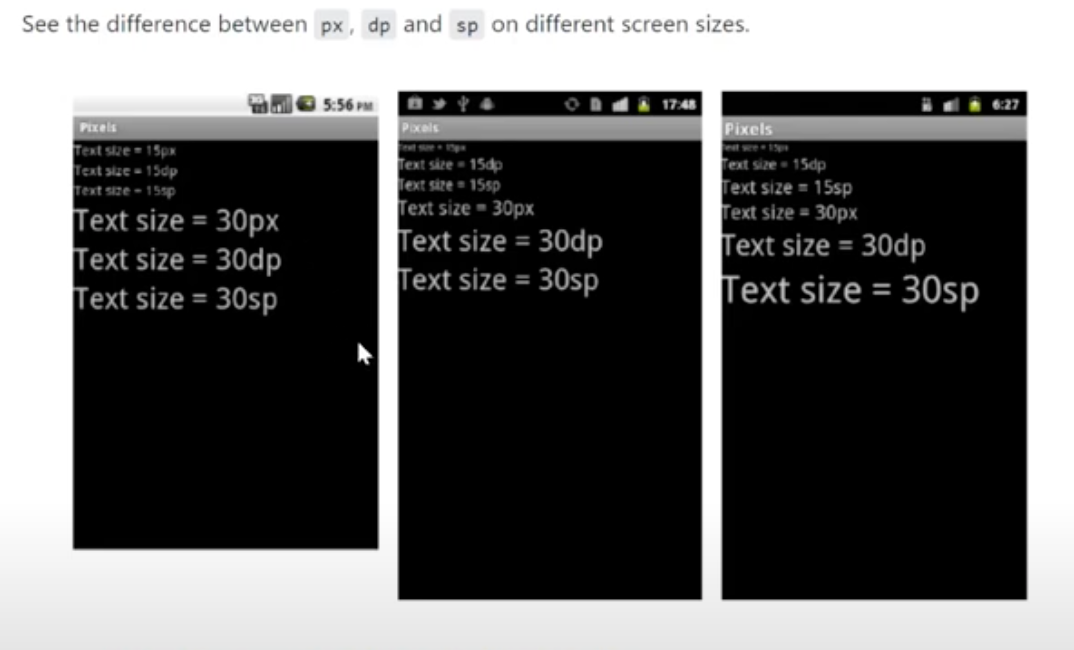 See the difference between px, dp and sp on different screen sizes.
5:56 PM
Pixels
Text size = 15px
Text size = 15dp
Text size = 15sp
Text size = 30px
Text size = 30dp
Text size = 30sp
17:48
Pixels
Text size = 15px
Text size = 15dp
Text size = 15sp
Text size = 30px
Text size = 30dp
Text size = 30sp
6:27
Pixels
Text size = 15px
Text size = 15dp
Text size = 15sp
Text size = 30px
Text size = 30dp
Text size = 30sp